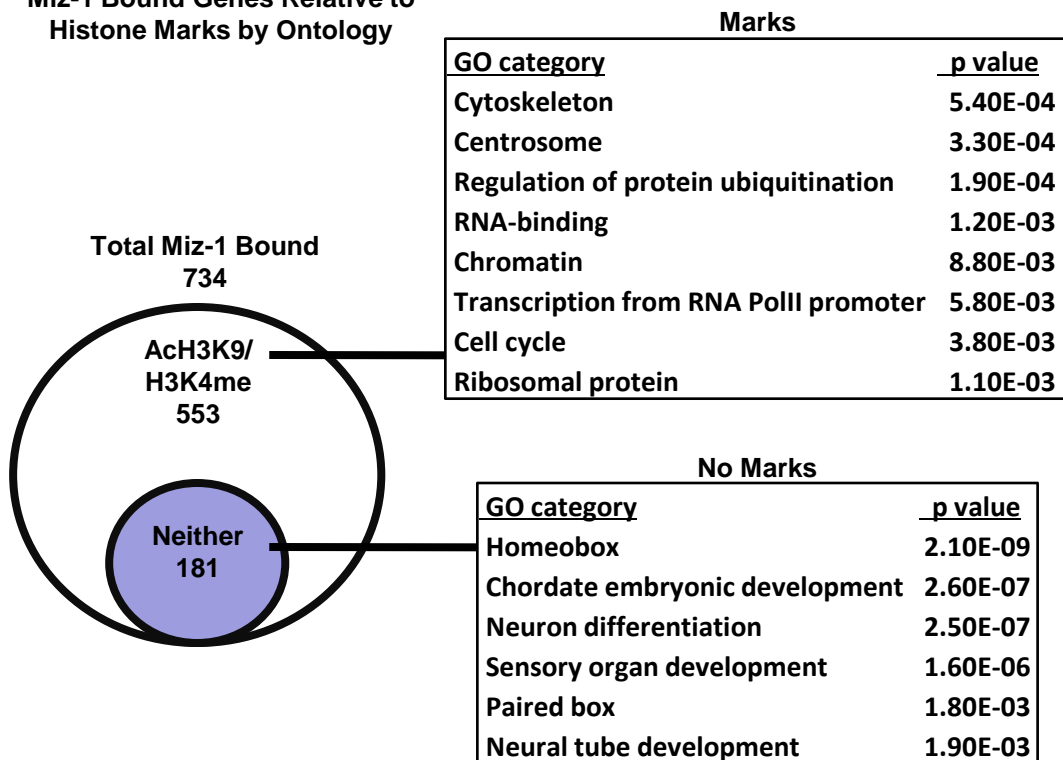 Miz-1 Bound Genes Relative to
Histone Marks by Ontology
Marks
GO category p value
Cytoskeleton 5.40E-04
Centrosome 3.30E-04
Regulation of protein ubiquitination 1.90E-04
RNA-binding 1.20E-03
Chromatin 8.80E-03
Transcription from RNA PolII promoter 5.80E-03
Cell cycle 3.80E-03
Ribosomal protein 1.10E-03
Total Miz-1 Bound
734
AcH3K9/
H3K4me
553
Neither
181
No Marks
GO category p value
Homeobox 2.10E-09
Chordate embryonic development 2.60E-07
Neuron differentiation 2.50E-07
Sensory organ development 1.60E-06
Paired box 1.80E-03
Neural tube development 1.90E-03